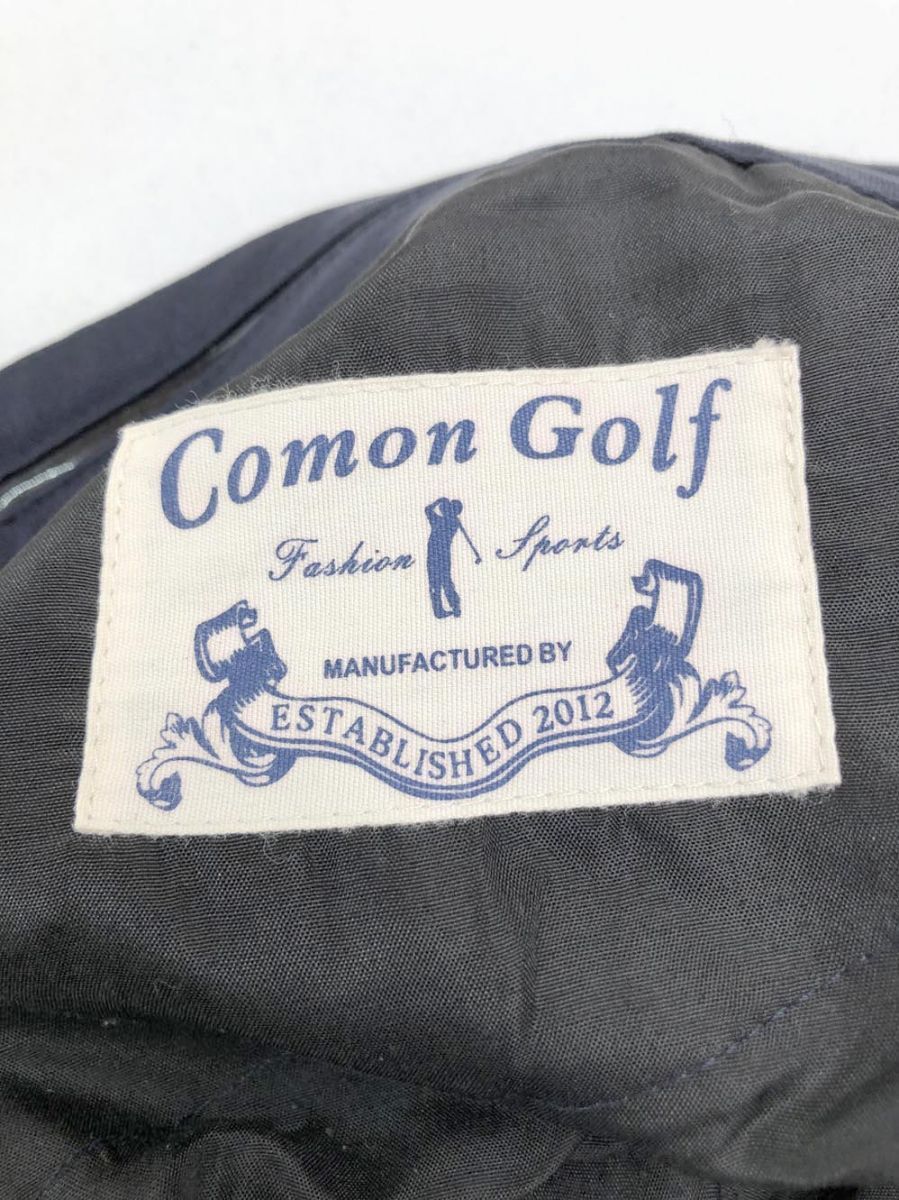 Comon Golf
Fashion Sports
MANUFACTURED BY
ESTABLISHED 2012